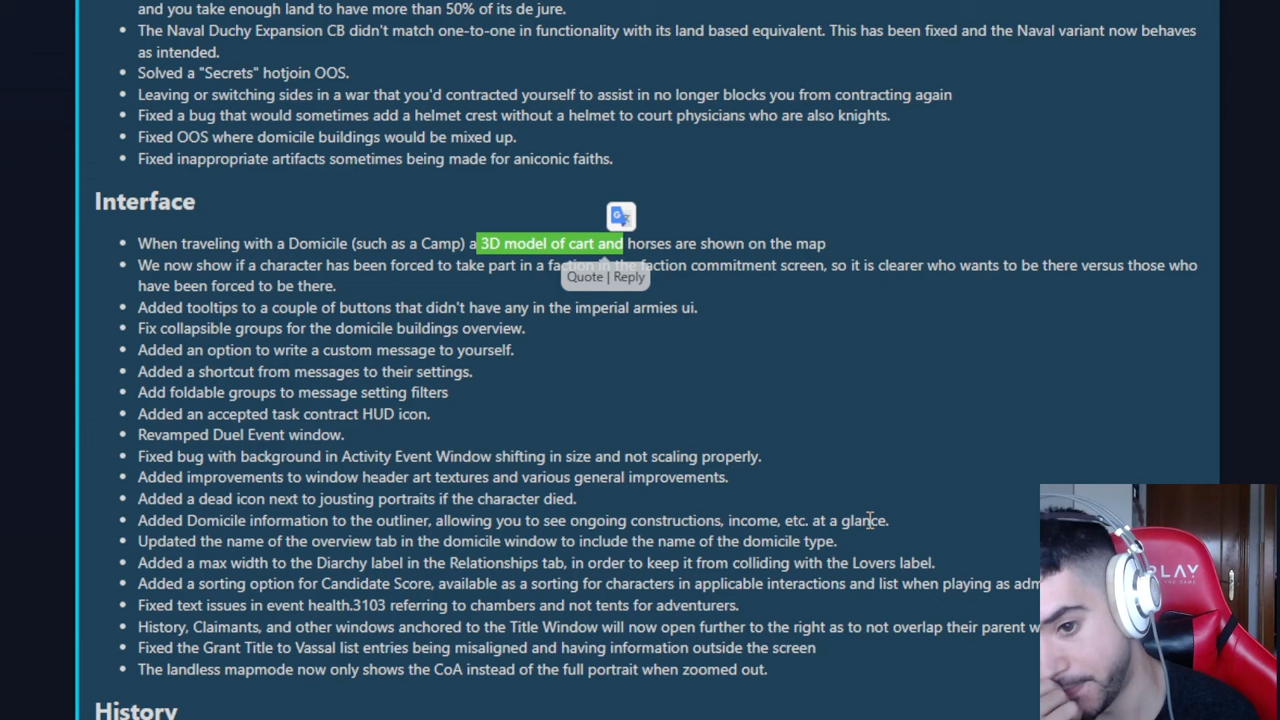 and you take enough land to have more than 50% of its de jure.
The Naval Duchy Expansion CB didn't match one-to-one in functionality with its land based equivalent. This has been fixed and the Naval variant now behaves
as intended.
Solved a "Secrets" hotjoin OOS.
Leaving or switching sides in a war that you'd contracted yourself to assist in no longer blocks you from contracting again
Fixed a bug that would sometimes add a helmet crest without a helmet to court physicians who are also knights.
Fixed OOS where domicile buildings would be mixed up.
Fixed inappropriate artifacts sometimes being made for aniconic faiths.
Interface
When traveling with a Domicile (such as a Camp) a 3D model of cart and horses are shown on the map
We now show if a character has been forced to take part in a faction in the faction commitment screen, so it is clearer who wants to be there versus those who
Quote | Reply
have been forced to be there.
Added tooltips to a couple of buttons that didn't have any in the imperial armies ui.
Fix collapsible groups for the domicile buildings overview.
Added an option to write a custom message to yourself.
Added a shortcut from messages to their settings.
Add foldable groups to message setting filters
Added an accepted task contract HUD icon.
Revamped Duel Event window.
Fixed bug with background in Activity Event Window shifting in size and not scaling properly.
Added improvements to window header art textures and various general improvements.
Added a dead icon next to jousting portraits if the character died.
Added Domicile information to the outliner, allowing you to see ongoing constructions, income, etc. at a glance.
Updated the name of the overview tab in the domicile window to include the name of the domicile type.
Added a max width to the Diarchy label in the Relationships tab, in order to keep it from colliding with the Lovers label.
Added a sorting option for Candidate Score, available as a sorting for characters in applicable interactions and list when playing as
Fixed text issues in event health.3103 referring to chambers and not tents for adventurers.
History, Claimants, and other windows anchored to the Title Window will now open further to the right as to not overlap their parent
Fixed the Grant Title to Vassal list entries being misaligned and having information outside the screen
The landless mapmode now only shows the CoA instead of the full portrait when zoomed out.
History